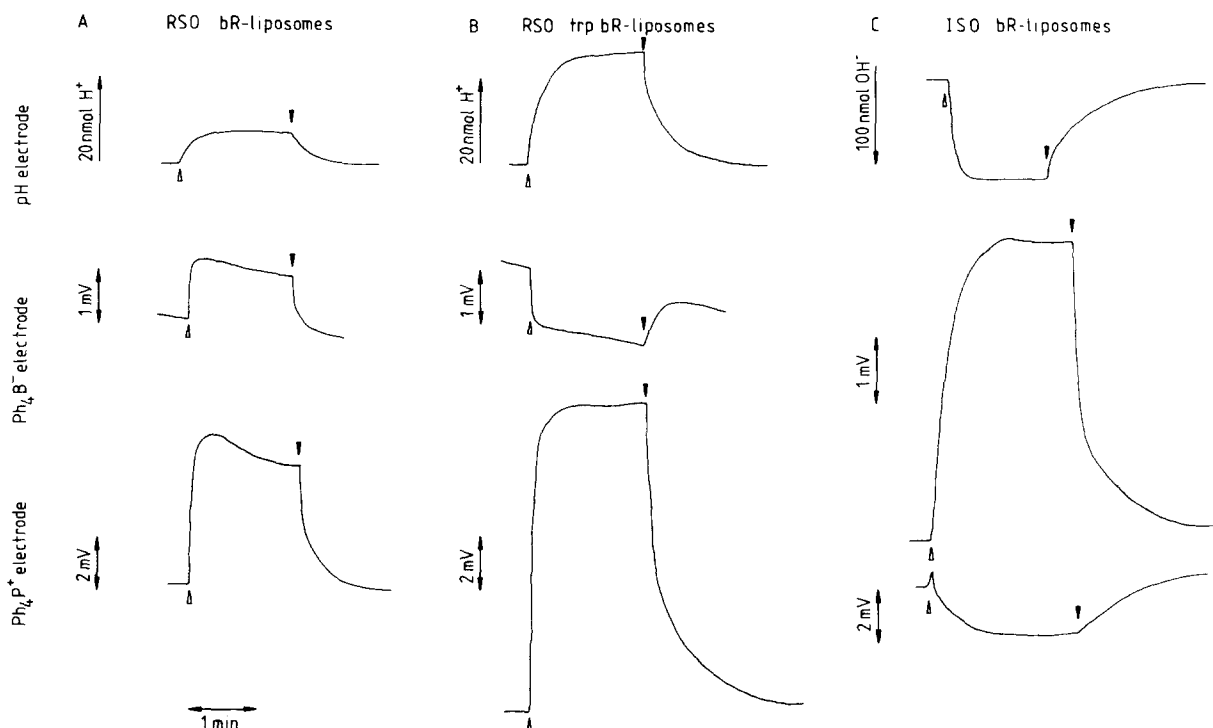 A RSO bR-liposomes
B RSO trp bR-liposomes
C ISO bR-liposomes
pH electrode
20 nmol H⁺
20 nmol H⁺
100 nmol OH⁻
Ph₄B⁻ electrode
1 mV
1 mV
1 mV
Ph₄P⁺ electrode
2 mV
2 mV
2 mV
1 min